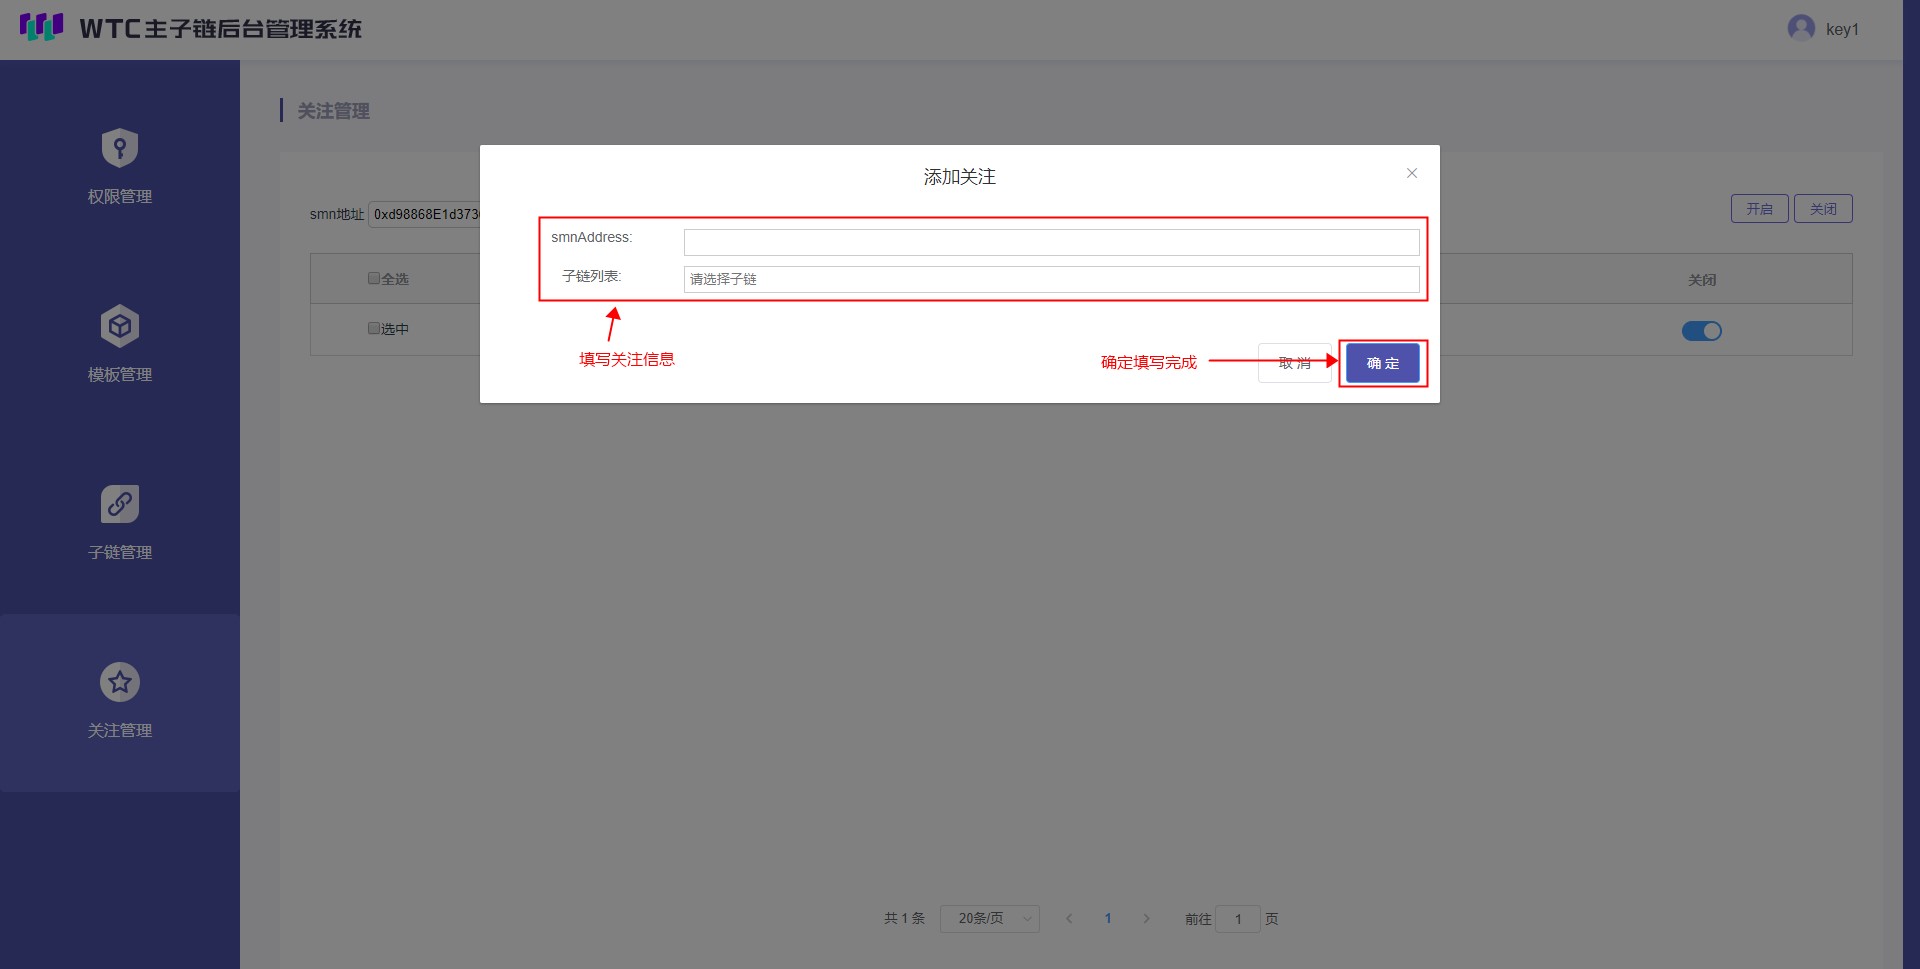 WTC主子链后台管理系统
key1
权限管理
模板管理
子链管理
关注管理
关注管理
smn地址 0xd98868E1d373
开启 关闭
全选 关闭
选中
添加关注
smnAddress:
子链列表: 请选择子链
填写关注信息
确定填写完成
取 消 确 定
共 1 条 20条/页 1 前往 1 页